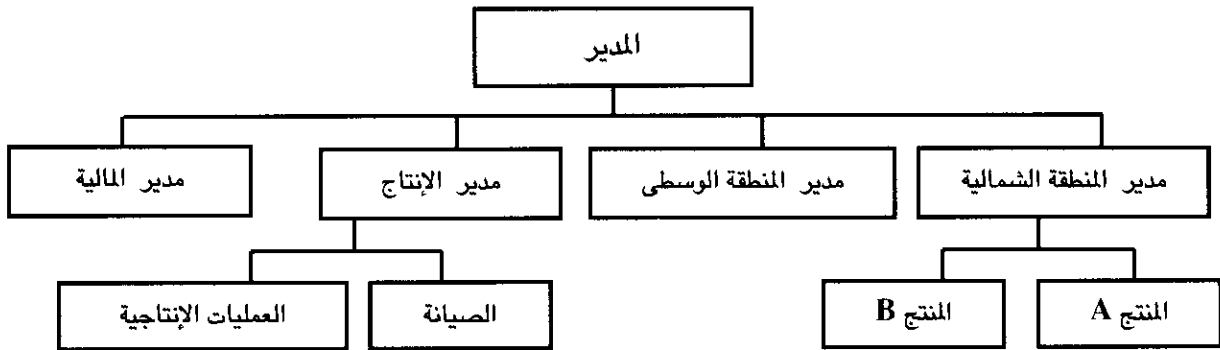 المدير
مدير المنطقة الشمالية
مدير المنطقة الوسطى
مدير الإنتاج
مدير المالية
المنتج A
المنتج B
الصيانة
العمليات الإنتاجية